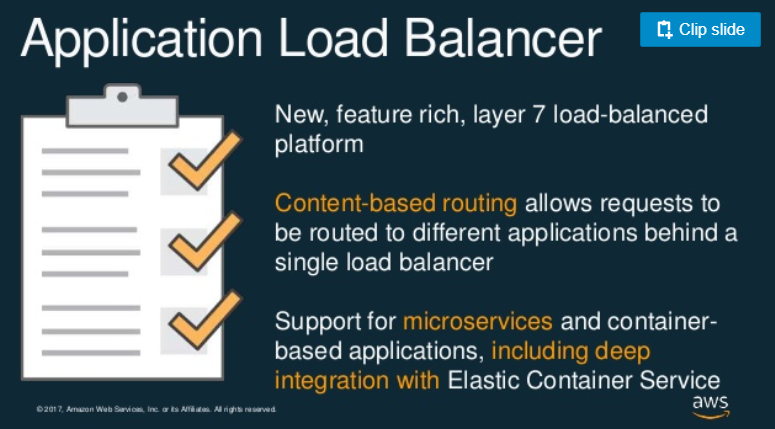 Application Load Balancer
Clip slide
New, feature rich, layer 7 load-balanced
platform
Content-based routing allows requests to
be routed to different applications behind a
single load balancer
Support for microservices and container-
based applications, including deep
integration with Elastic Container Service
© 2017, Amazon Web Services, Inc. or its Affiliates. All rights reserved.
aws